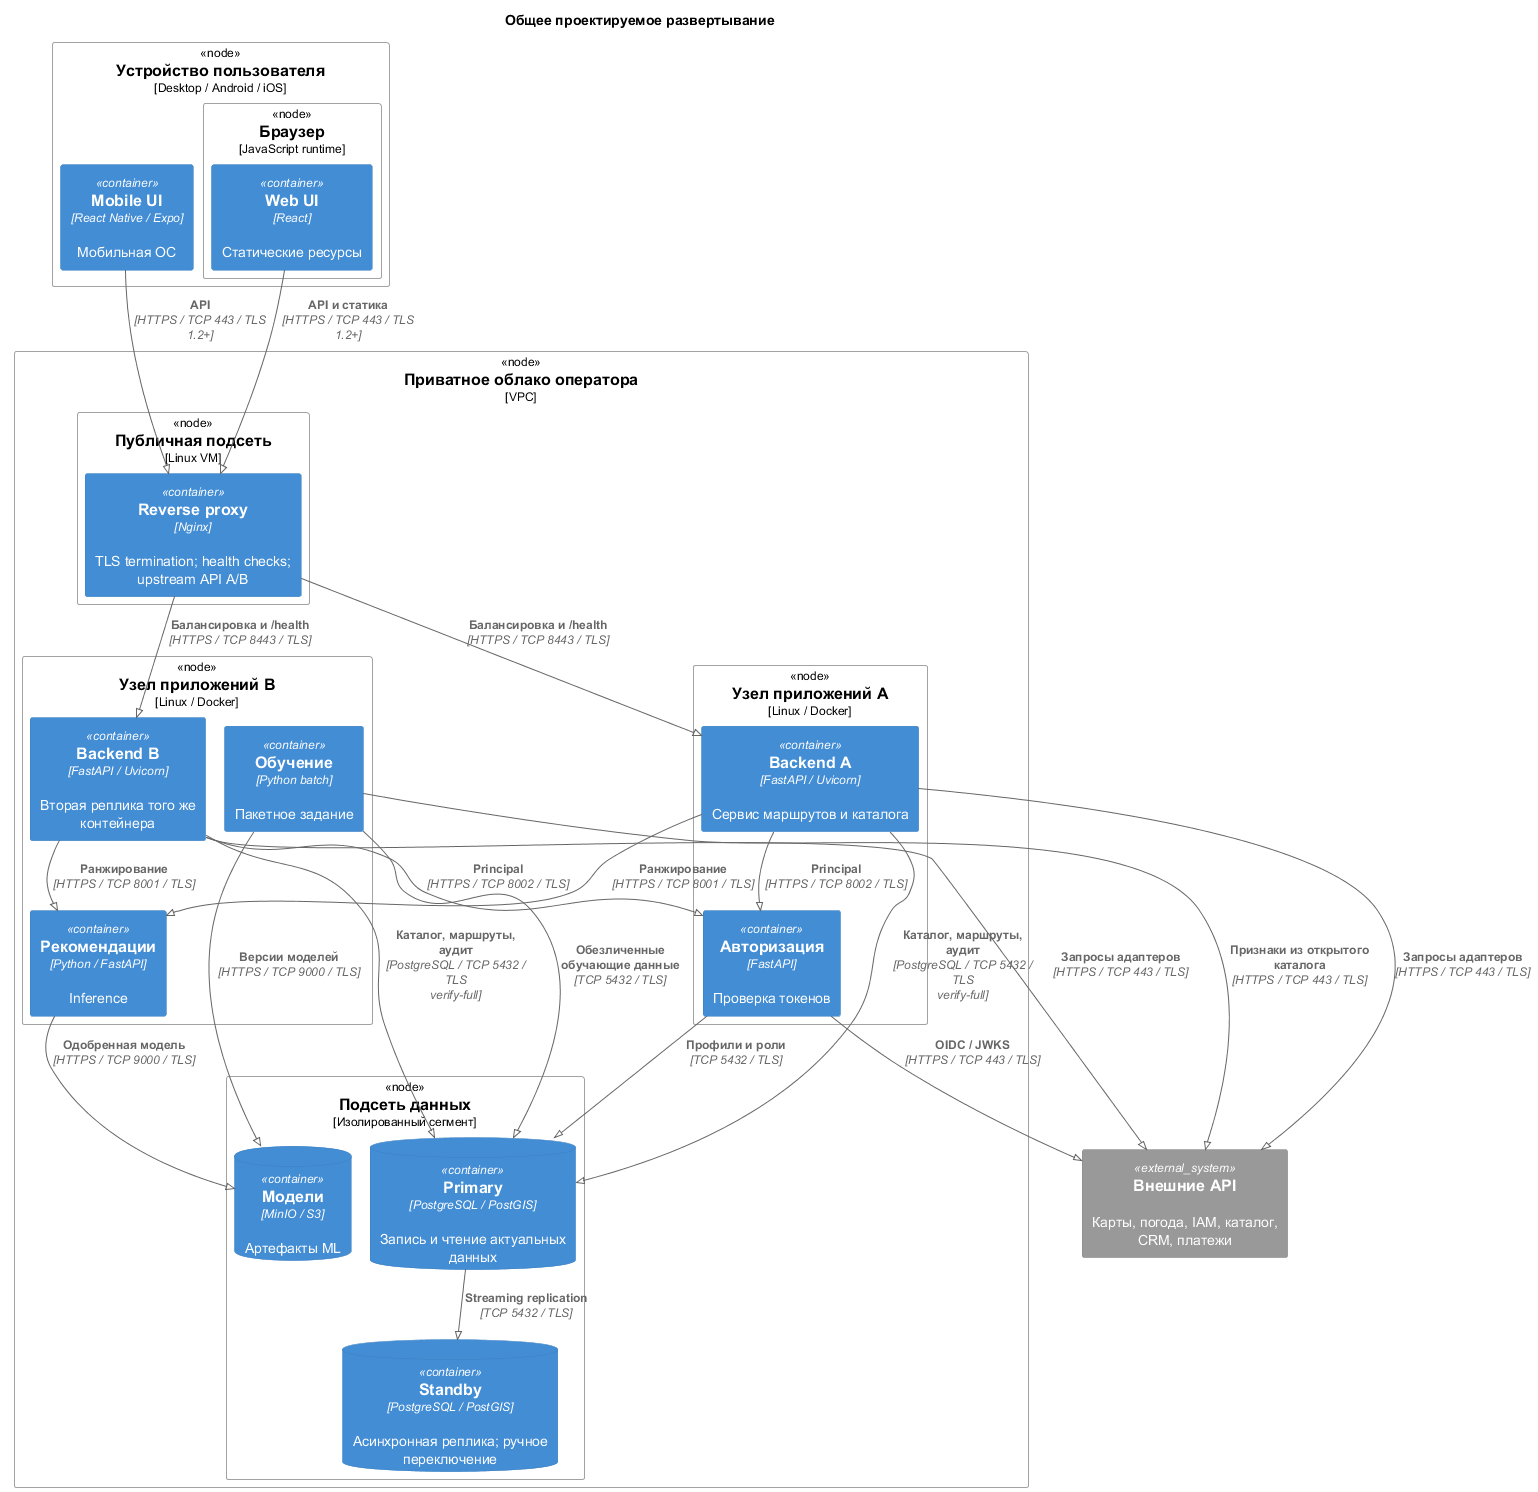 Общее проектируемое развертывание
«node»
Устройство пользователя
[Desktop / Android / iOS]
«node»
Браузер
[JavaScript runtime]
«container»
Mobile UI
[React Native / Expo]
Мобильная ОС
«container»
Web UI
[React]
Статические ресурсы
API
[HTTPS / TCP 443 / TLS
1.2+]
API и статика
[HTTPS / TCP 443 / TLS
1.2+]
«node»
Приватное облако оператора
[VPC]
«node»
Публичная подсеть
[Linux VM]
«container»
Reverse proxy
[Nginx]
TLS termination; health checks;
upstream API A/B
Балансировка и /health
[HTTPS / TCP 8443 / TLS]
Балансировка и /health
[HTTPS / TCP 8443 / TLS]
«node»
Узел приложений B
[Linux / Docker]
«container»
Backend B
[FastAPI / Uvicorn]
Вторая реплика того же
контейнера
«container»
Обучение
[Python batch]
Пакетное задание
«node»
Узел приложений A
[Linux / Docker]
«container»
Backend A
[FastAPI / Uvicorn]
Сервис маршрутов и каталога
Ранжирование
[HTTPS / TCP 8001 / TLS]
Principal
[HTTPS / TCP 8002 / TLS]
Ранжирование
[HTTPS / TCP 8001 / TLS]
Principal
[HTTPS / TCP 8002 / TLS]
«container»
Рекомендации
[Python / FastAPI]
Inference
Версии моделей
[HTTPS / TCP 9000 / TLS]
Каталог, маршруты,
аудит
[PostgreSQL / TCP 5432 /
TLS
verify-full]
Обезличенные
обучающие данные
[TCP 5432 / TLS]
«container»
Авторизация
[FastAPI]
Проверка токенов
Каталог, маршруты,
аудит
[PostgreSQL / TCP 5432 /
TLS
verify-full]
Запросы адаптеров
[HTTPS / TCP 443 / TLS]
Признаки из открытого
каталога
[HTTPS / TCP 443 / TLS]
Запросы адаптеров
[HTTPS / TCP 443 / TLS]
Одобренная модель
[HTTPS / TCP 9000 / TLS]
Профили и роли
[TCP 5432 / TLS]
OIDC / JWKS
[HTTPS / TCP 443 / TLS]
«node»
Подсеть данных
[Изолированный сегмент]
«container»
Модели
[MinIO / S3]
Артефакты ML
«container»
Primary
[PostgreSQL / PostGIS]
Запись и чтение актуальных
данных
«external_system»
Внешние API
Карты, погода, IAM, каталог,
CRM, платежи
Streaming replication
[TCP 5432 / TLS]
«container»
Standby
[PostgreSQL / PostGIS]
Асинхронная реплика; ручное
переключение